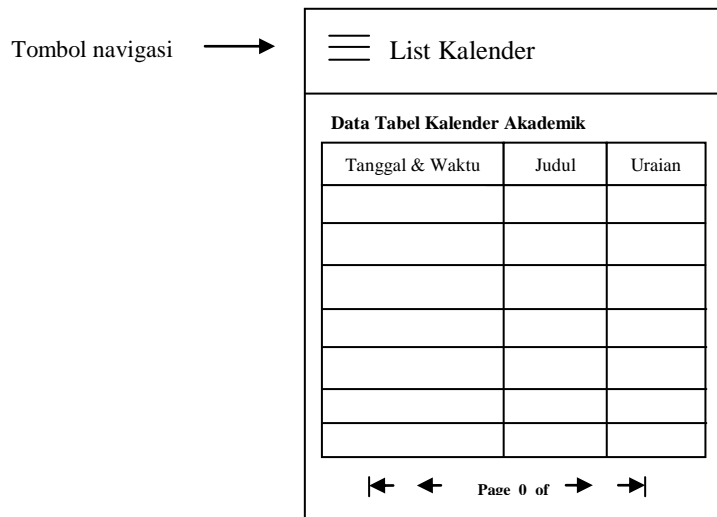 Tombol navigasi
List Kalender
Data Tabel Kalender Akademik
Tanggal & Waktu Judul Uraian
Page 0 of